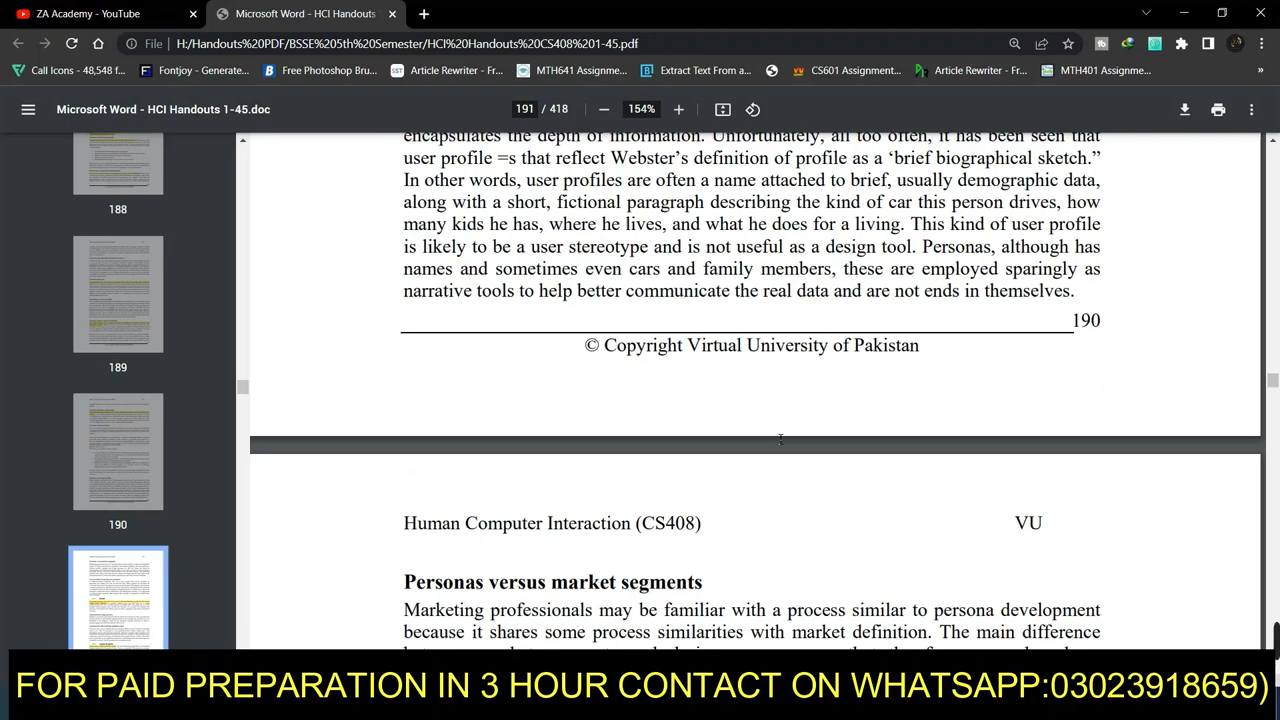 ZA Academy - YouTube
Microsoft Word - HCI Handouts
File H:/Handouts%20PDF/BSSE%205th%20Semester/HCI%20Handouts%20CS408%201-45.pdf
Call Icons - 48,548 f...
Fontjoy - Generate...
Free Photoshop Bru...
Article Rewriter - Fr...
MTH641 Assignme...
Extract Text From a...
CS601 Assignment...
Article Rewriter - Fr...
MTH401 Assignme...
Microsoft Word - HCI Handouts 1-45.doc
191 / 418
154%
188
189
190
user profile =s that reflect Webster's definition of profile as a ‘brief biographical sketch.”
In other words, user profiles are often a name attached to brief, usually demographic data,
along with a short, fictional paragraph describing the kind of car this person drives, how
many kids he has, where he lives, and what he does for a living. This kind of user profile
is likely to be a user stereotype and is not useful as a design tool. Personas, although has
names and sometimes even cars and family members, these are employed sparingly as
narrative tools to help better communicate the real data and are not ends in themselves.
190
© Copyright Virtual University of Pakistan
Human Computer Interaction (CS408) VU
Personas versus market segments
Marketing professionals may be familiar with a process similar to persona development
because it shares some process similarities with market definition. The main difference
FOR PAID PREPARATION IN 3 HOUR CONTACT ON WHATSAPP:03023918659)